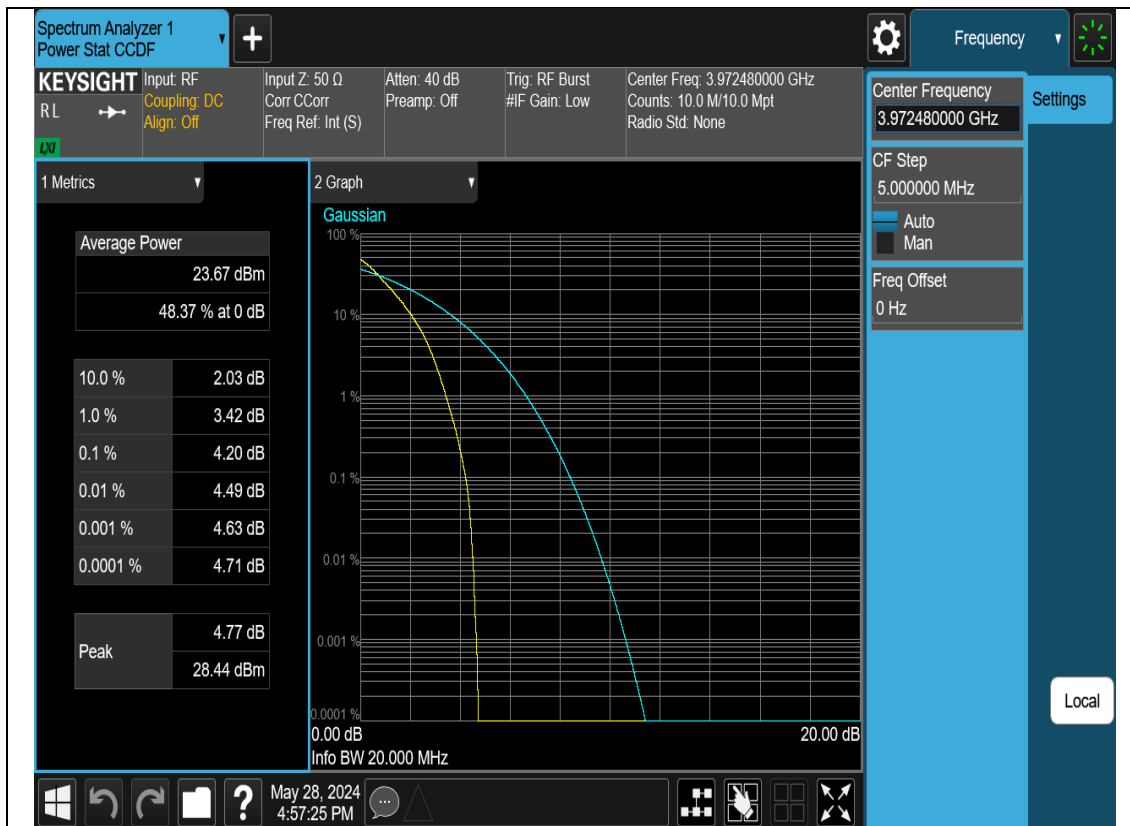 Spectrum Analyzer 1
Power Stat CCDF
Frequency
KEYSIGHT
RL
LXI
Input: RF
Coupling: DC
Align: Off
Input Z: 50 Ω
Corr CCorr
Freq Ref: Int (S)
Atten: 40 dB
Preamp: Off
Trig: RF Burst
#IF Gain: Low
Center Freq: 3.972480000 GHz
Counts: 10.0 M/10.0 Mpt
Radio Std: None
Center Frequency
3.972480000 GHz
Settings
CF Step
5.000000 MHz
Auto
Man
Freq Offset
0 Hz
1 Metrics
Average Power
23.67 dBm
48.37 % at 0 dB
10.0 % 2.03 dB
1.0 % 3.42 dB
0.1 % 4.20 dB
0.01 % 4.49 dB
0.001 % 4.63 dB
0.0001 % 4.71 dB
Peak
4.77 dB
28.44 dBm
2 Graph
Gaussian
100 %
10 %
1 %
0.1 %
0.01 %
0.001 %
0.0001 %
0.00 dB 20.00 dB
Info BW 20.000 MHz
Local
?
May 28, 2024
4:57:25 PM